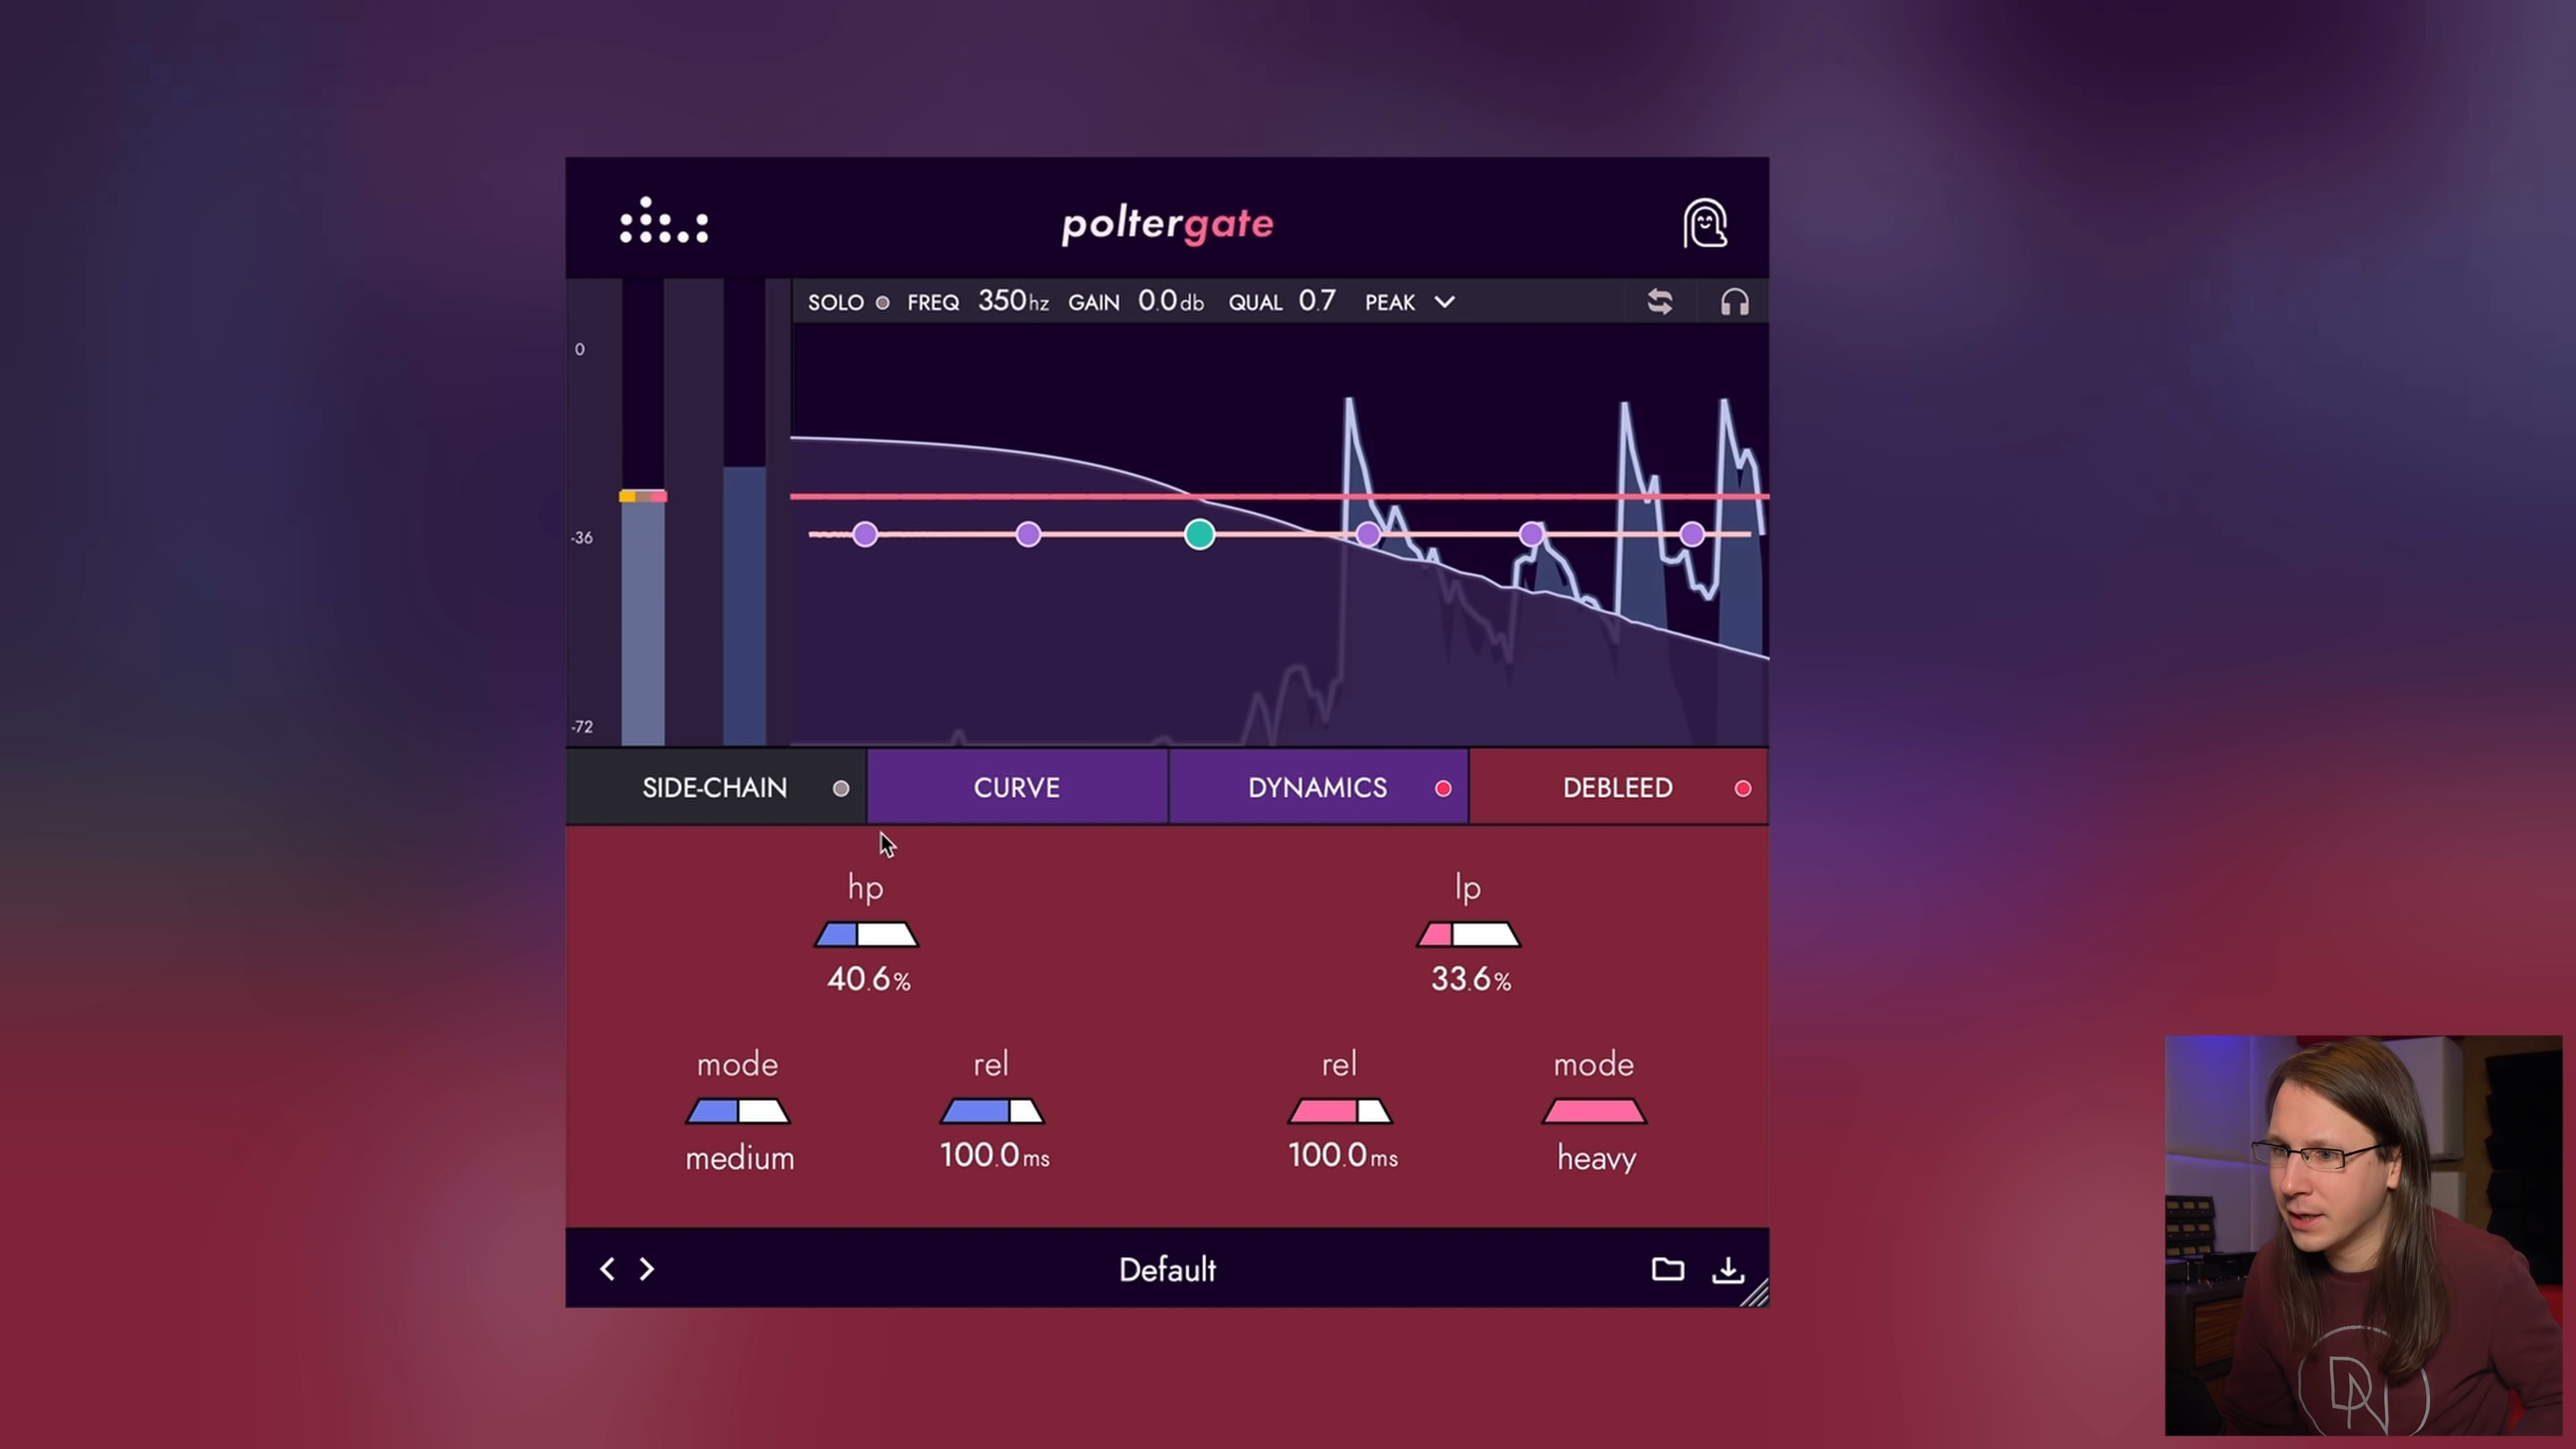 poltergate
SOLO FREQ 350hz GAIN 0.0db QUAL 0.7 PEAK
0
-36
-72
SIDE-CHAIN CURVE DYNAMICS DEBLEED
hp lp
40.6% 33.6%
mode rel rel mode
medium 100.0ms 100.0ms heavy
Default